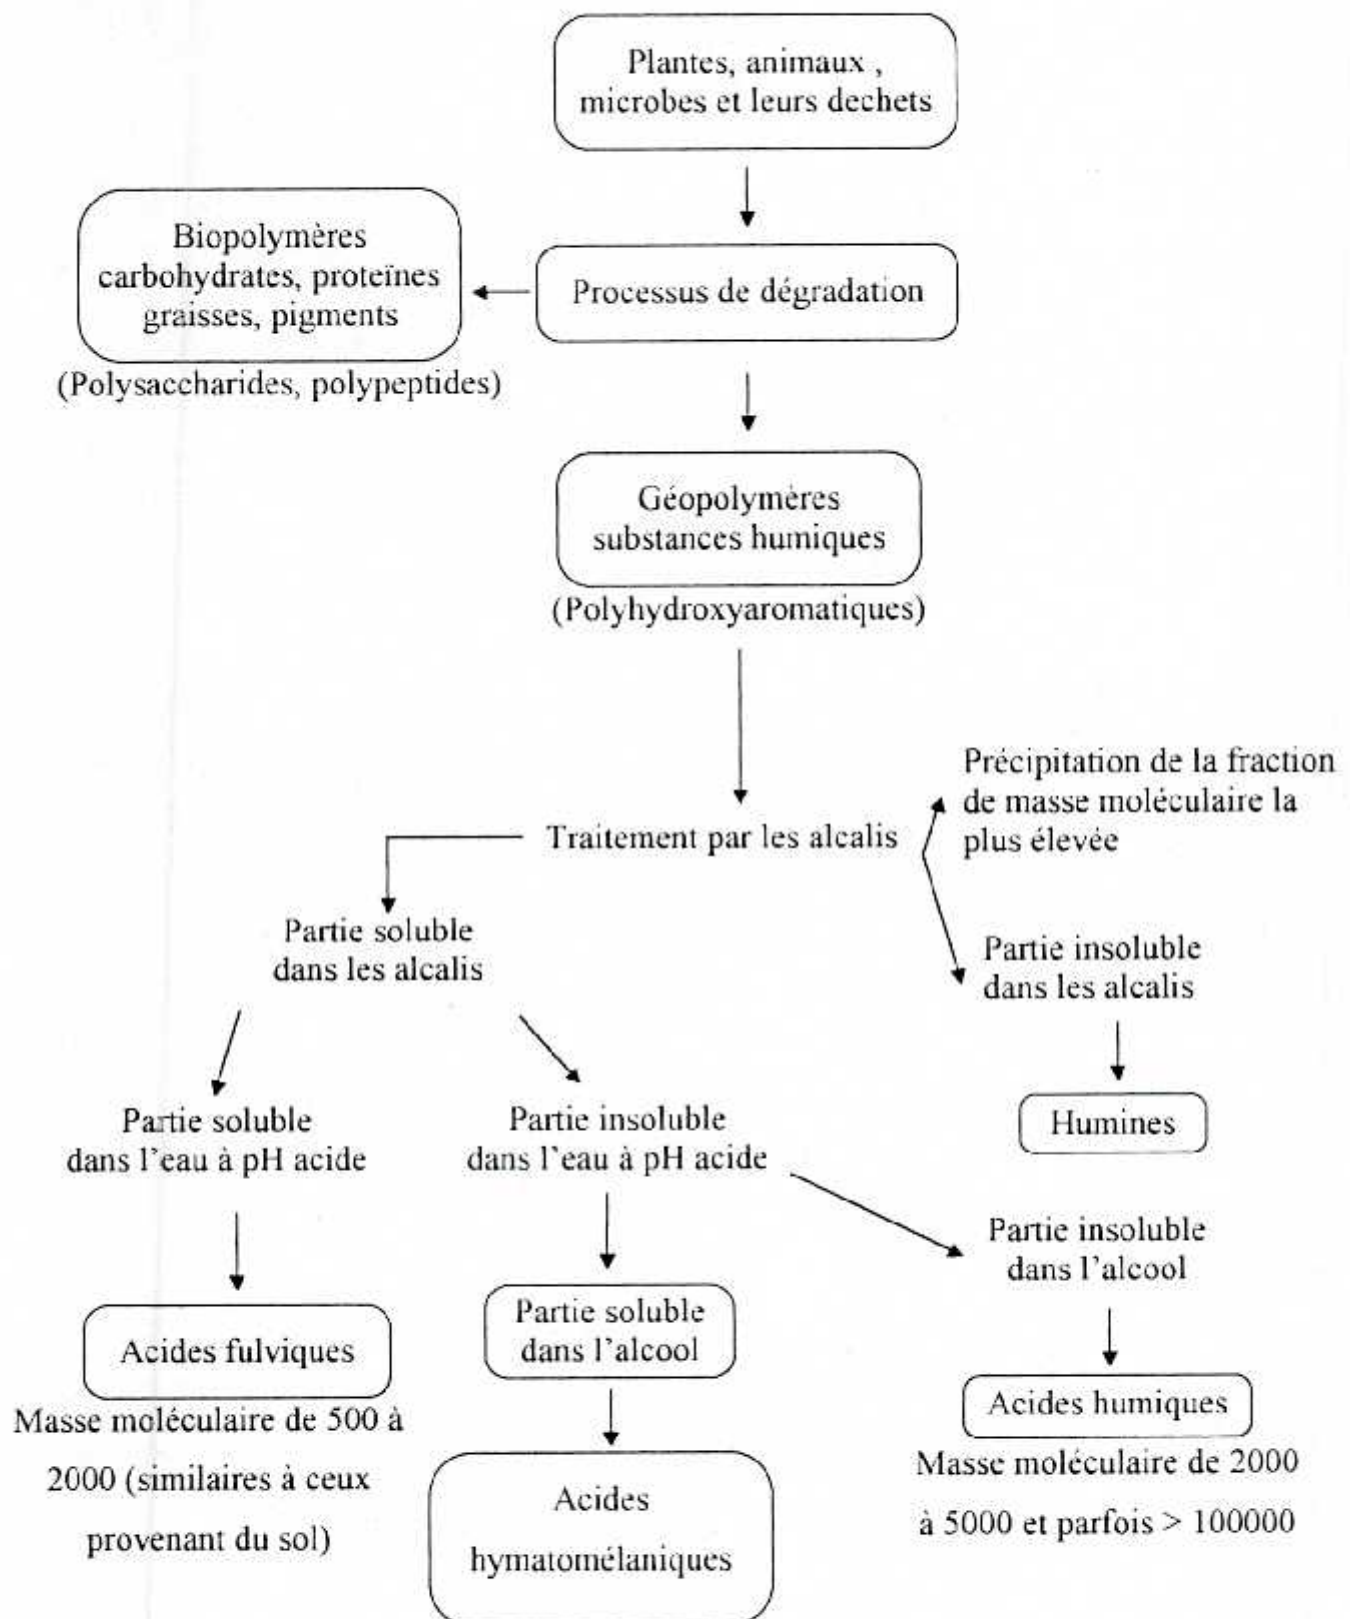 Plantes, animaux ,
microbes et leurs dechets
Biopolymères
carbohydrates, proteïnes
graisses, pigments
(Polysaccharides, polypeptides)
Processus de dégradation
Géopolymères
substances humiques
(Polyhydroxyaromatiques)
Traitement par les alcalis
Précipitation de la fraction
de masse moléculaire la
plus élevée
Partie soluble
dans les alcalis
Partie insoluble
dans les alcalis
Humines
Partie soluble
dans l'eau à pH acide
Partie insoluble
dans l'eau à pH acide
Partie insoluble
dans l'alcool
Acides fulviques
Masse moléculaire de 500 à
2000 (similaires à ceux
provenant du sol)
Partie soluble
dans l'alcool
Acides
hymatomélaniques
Acides humiques
Masse moléculaire de 2000
à 5000 et parfois > 100000